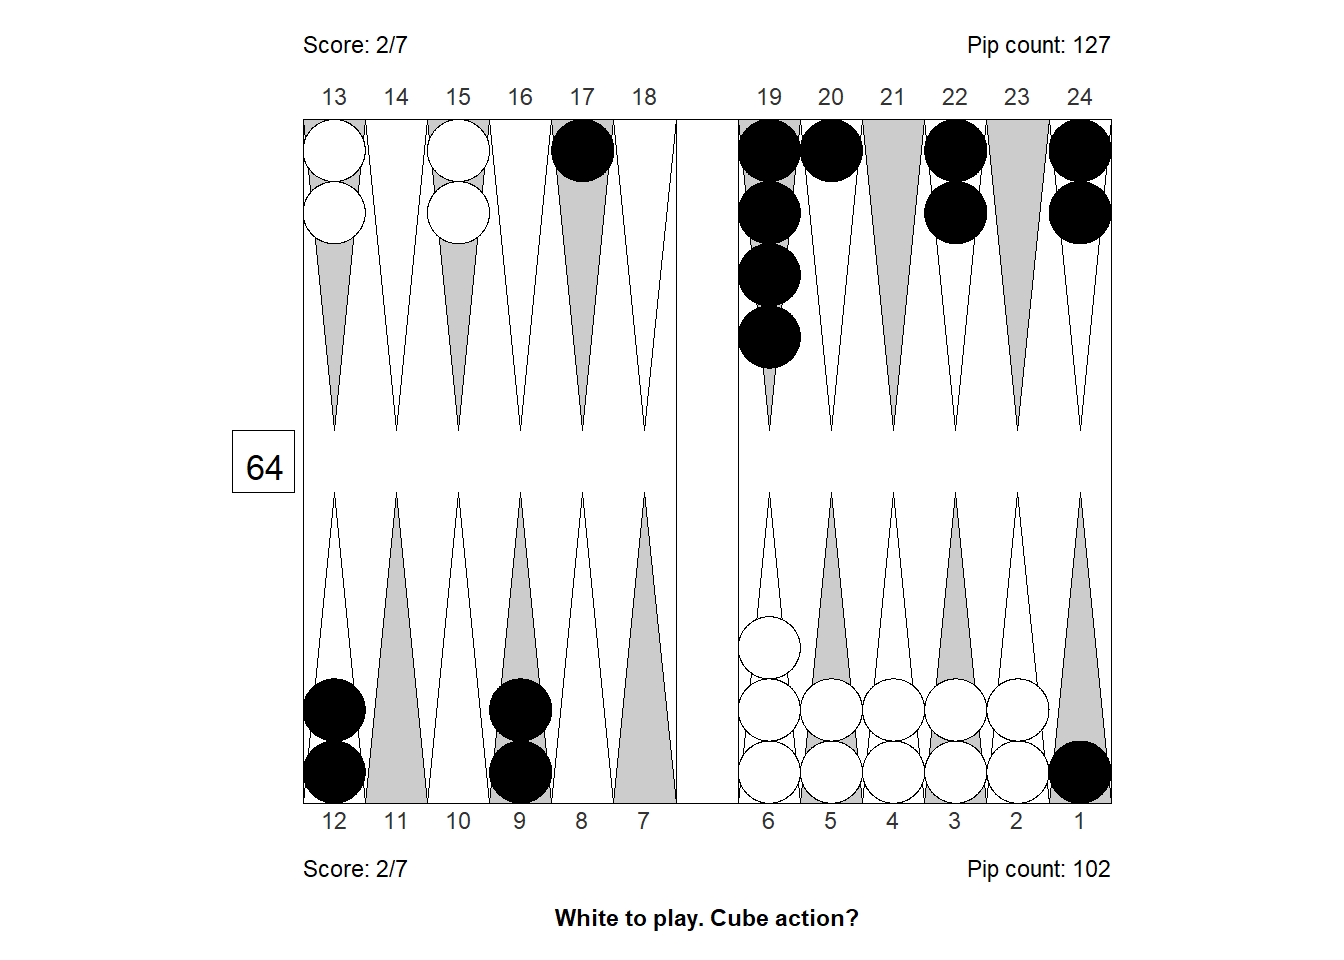 Score: 2/7 Pip count: 127
13 14 15 16 17 18 19 20 21 22 23 24
64
12 11 10 9 8 7 6 5 4 3 2 1
Score: 2/7 Pip count: 102
White to play. Cube action?